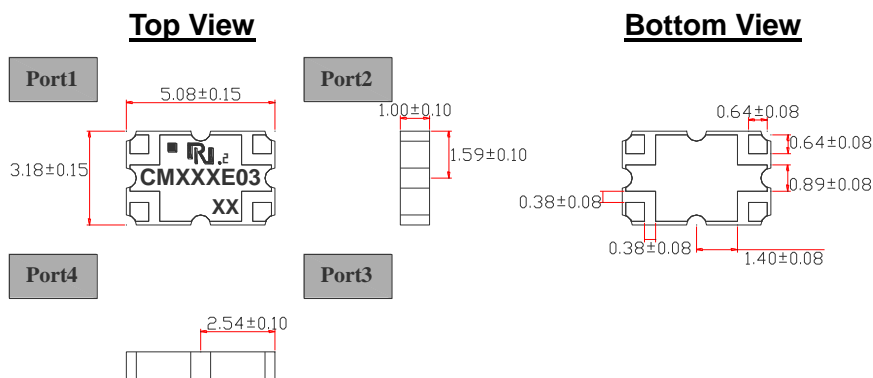 Top View
Bottom View
Port1
Port2
5.08±0.15
1.00±0.10
0.64±0.08
3.18±0.15
1.59±0.10
0.64±0.08
CMXXXE03
XX
0.89±0.08
0.38±0.08
0.38±0.08
1.40±0.08
Port4
Port3
2.54±0.10